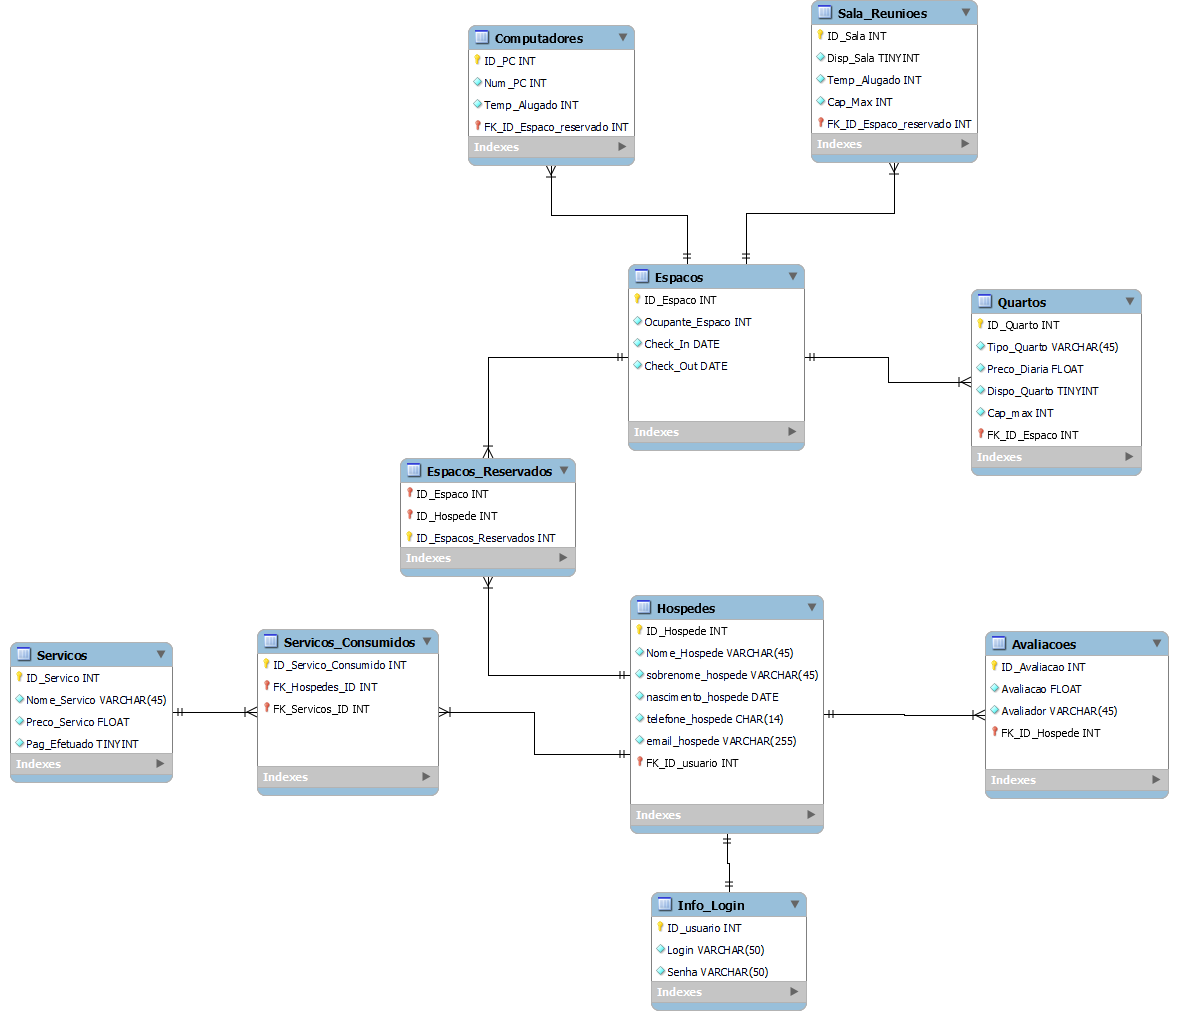 Computadores
ID_PC INT
Num_PC INT
Temp_Alugado INT
FK_ID_Espaco_reservado INT
Indexes
Sala_Reunioes
ID_Sala INT
Disp_Sala TINYINT
Temp_Alugado INT
Cap_Max INT
FK_ID_Espaco_reservado INT
Indexes
Espacos
ID_Espaco INT
Ocupante_Espaco INT
Check_In DATE
Check_Out DATE
Indexes
Quartos
ID_Quarto INT
Tipo_Quarto VARCHAR(45)
Preco_Diaria FLOAT
Dispo_Quarto TINYINT
Cap_max INT
FK_ID_Espaco INT
Indexes
Espacos_Reservados
ID_Espaco INT
ID_Hospede INT
ID_Espacos_Reservados INT
Indexes
Servicos
ID_Servico INT
Nome_Servico VARCHAR(45)
Preco_Servico FLOAT
Pag_Efetuado TINYINT
Indexes
Servicos_Consumidos
ID_Servico_Consumido INT
FK_Hospedes_ID INT
FK_Servicos_ID INT
Indexes
Hospedes
ID_Hospede INT
Nome_Hospede VARCHAR(45)
sobrenome_hospede VARCHAR(45)
nascimento_hospede DATE
telefone_hospede CHAR(14)
email_hospede VARCHAR(255)
FK_ID_usuario INT
Indexes
Avaliacoes
ID_Avaliacao INT
Avaliacao FLOAT
Avaliador VARCHAR(45)
FK_ID_Hospede INT
Indexes
Info_Login
ID_usuario INT
Login VARCHAR(50)
Senha VARCHAR(50)
Indexes